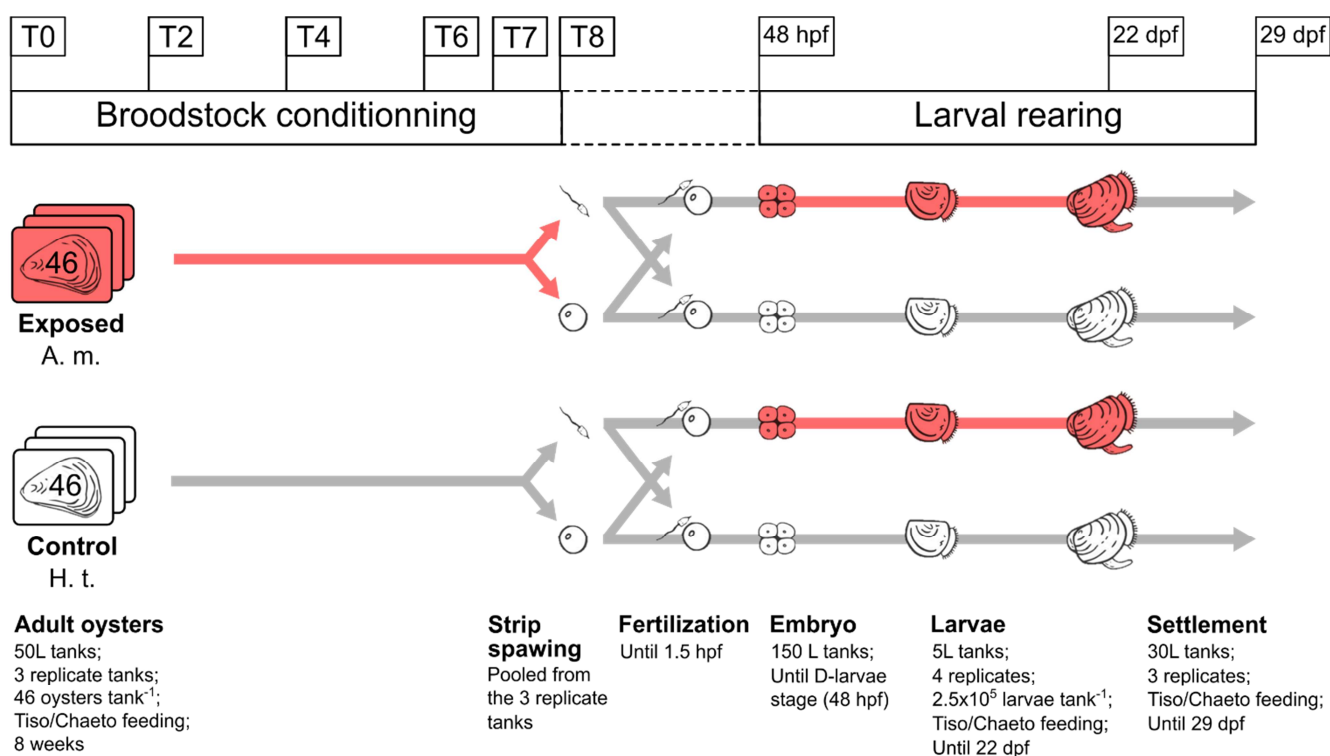 T0
T2
T4
T6
T7
T8
48 hpf
22 dpf
29 dpf
Broodstock conditionning
Larval rearing
46
Exposed
A. m.
46
Control
H. t.
Adult oysters
50L tanks;
3 replicate tanks;
46 oysters tank⁻¹;
Tiso/Chaeto feeding;
8 weeks
Strip
spawing
Pooled from
the 3 replicate
tanks
Fertilization
Until 1.5 hpf
Embryo
150 L tanks;
Until D-larvae
stage (48 hpf)
Larvae
5L tanks;
4 replicates;
2.5x10⁵ larvae tank⁻¹;
Tiso/Chaeto feeding;
Until 22 dpf
Settlement
30L tanks;
3 replicates;
Tiso/Chaeto feeding;
Until 29 dpf